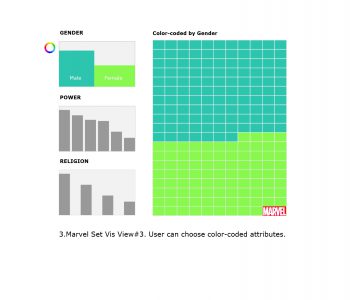 GENDER
Color-coded by Gender
Male
Female
POWER
RELIGION
MARVEL
3.Marvel Set Vis View#3. User can choose color-coded attributes.